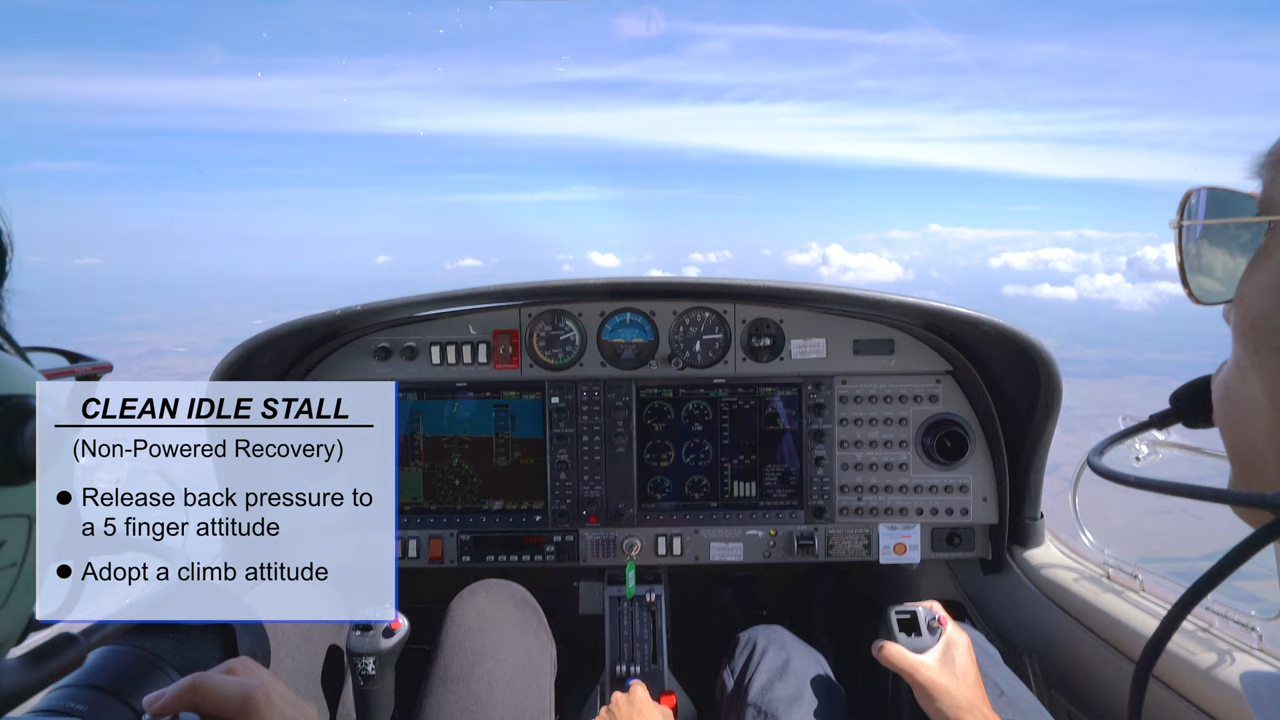 CLEAN IDLE STALL
(Non-Powered Recovery)
● Release back pressure to
a 5 finger attitude
● Adopt a climb attitude